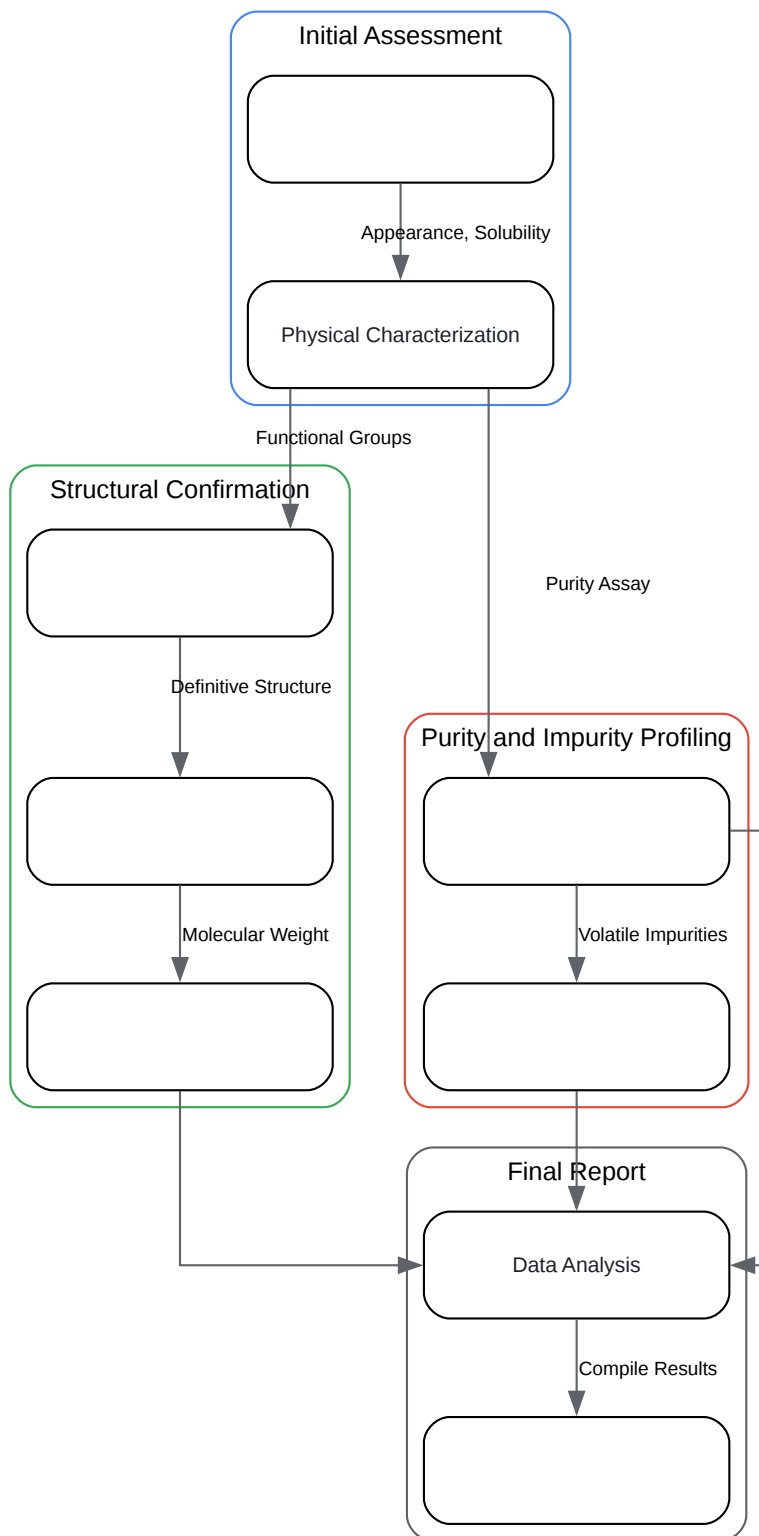 Initial Assessment
Appearance, Solubility
Physical Characterization
Functional Groups
Structural Confirmation
Purity Assay
Definitive Structure
Purity and Impurity Profiling
Molecular Weight
Volatile Impurities
Final Report
Data Analysis
Compile Results